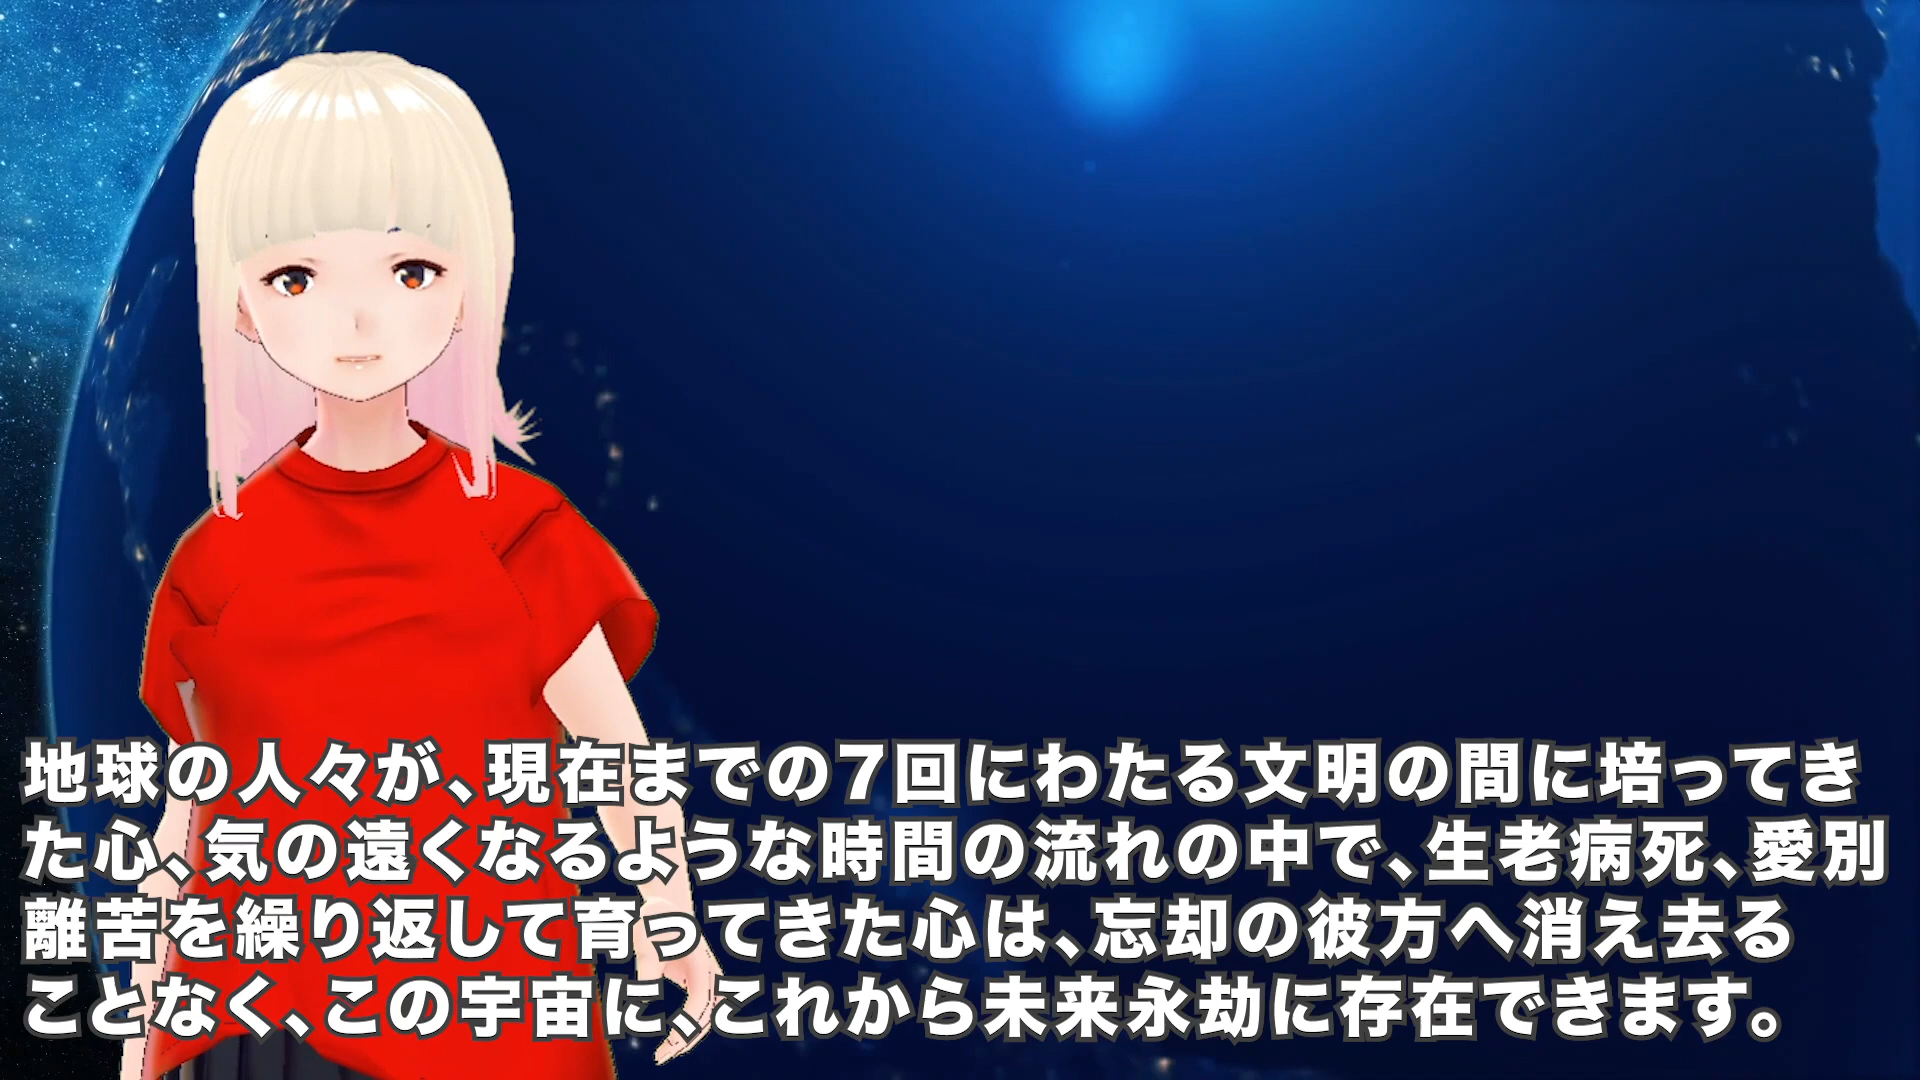 地球の人々が、現在までの7回にわたる文明の間に培ってき
た心、気の遠くなるような時間の流れの中で、生老病死、愛別
離苦を繰り返して育ってきた心は、忘却の彼方へ消え去る
ことなく、この宇宙に、これから未来永劫に存在できます。